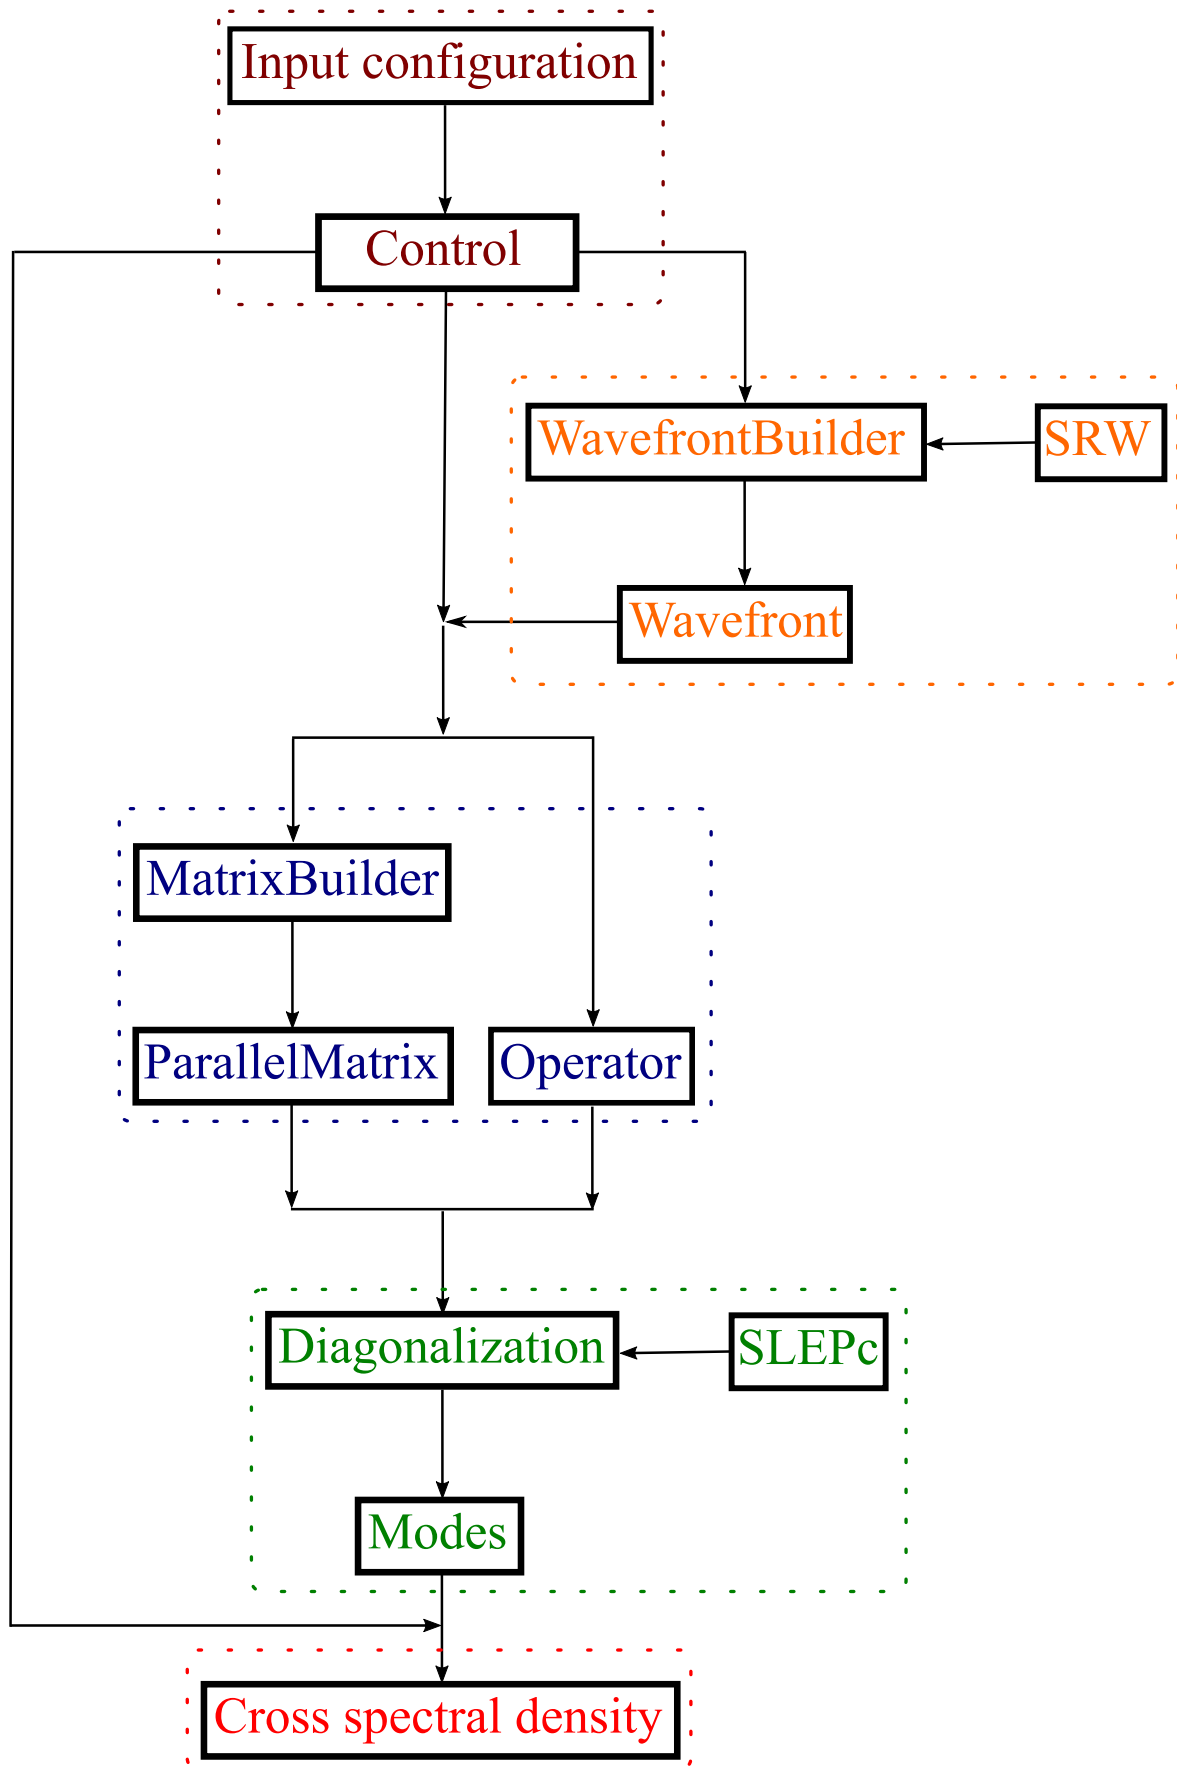 Input configuration
Control
WavefrontBuilder
SRW
Wavefront
MatrixBuilder
ParallelMatrix
Operator
Diagonalization
SLEPc
Modes
Cross spectral density